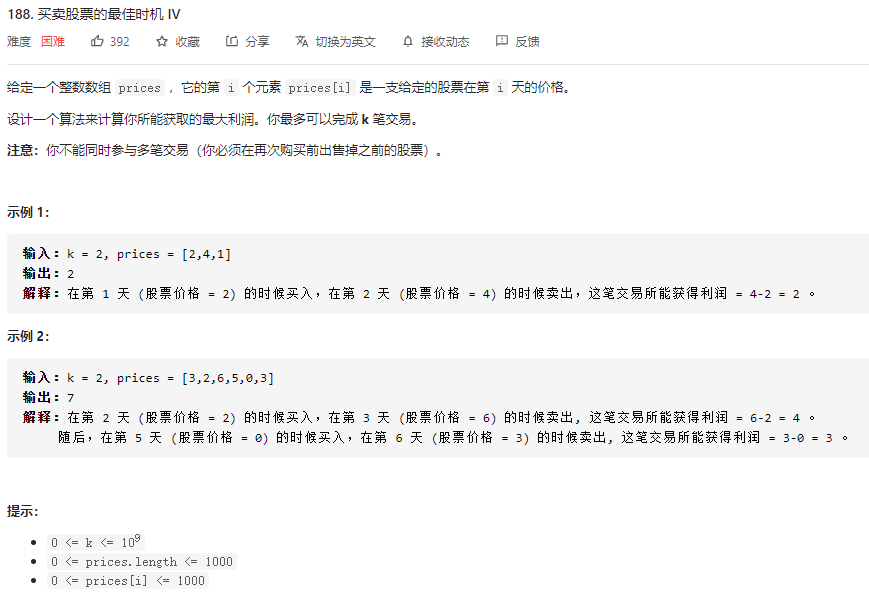 188. 买卖股票的最佳时机 IV
难度 困难 392 收藏 分享 切换为英文 接收动态 反馈
给定一个整数数组 prices ，它的第 i 个元素 prices[i] 是一支给定的股票在第 i 天的价格。
设计一个算法来计算你所能获取的最大利润。你最多可以完成 k 笔交易。
注意：你不能同时参与多笔交易（你必须在再次购买前出售掉之前的股票）。
示例 1：
输入：k = 2, prices = [2,4,1]
输出：2
解释：在第 1 天 (股票价格 = 2) 的时候买入，在第 2 天 (股票价格 = 4) 的时候卖出，这笔交易所能获得利润 = 4-2 = 2 。
示例 2：
输入：k = 2, prices = [3,2,6,5,0,3]
输出：7
解释：在第 2 天 (股票价格 = 2) 的时候买入，在第 3 天 (股票价格 = 6) 的时候卖出, 这笔交易所能获得利润 = 6-2 = 4 。
随后，在第 5 天 (股票价格 = 0) 的时候买入，在第 6 天 (股票价格 = 3) 的时候卖出, 这笔交易所能获得利润 = 3-0 = 3 。
提示：
0 <= k <= 10⁹
0 <= prices.length <= 1000
0 <= prices[i] <= 1000